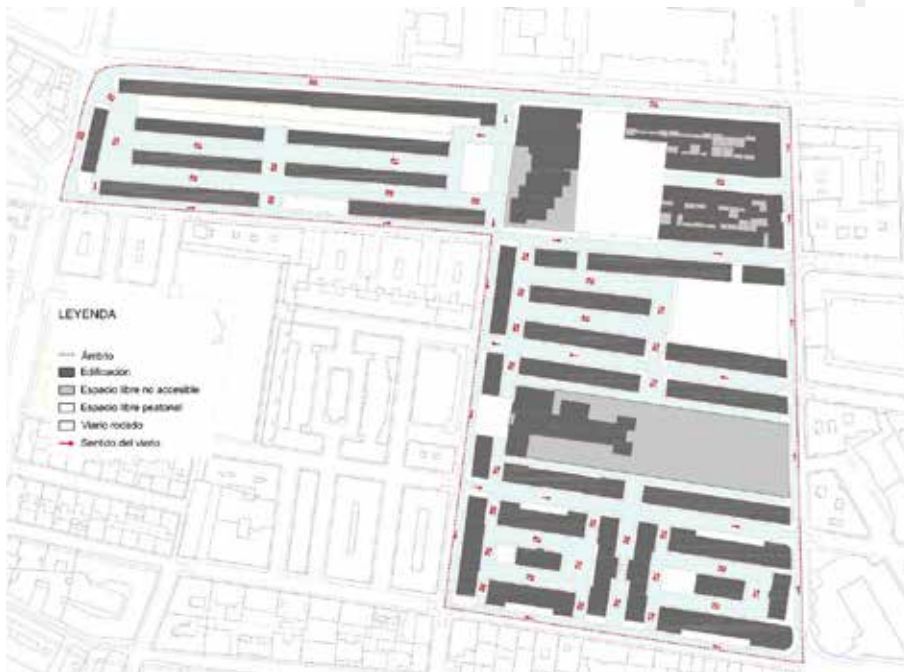 LEYENDA
Ámbito
Edificación
Espacio libre no accesible
Espacio libre peatonal
Viario rodado
Sentido del viario